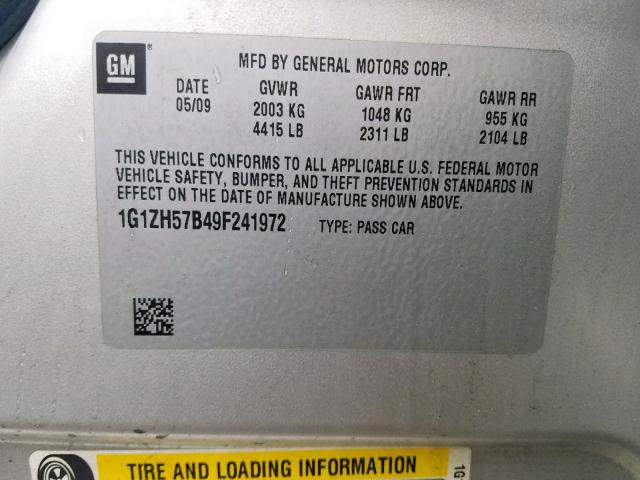 GM
MFD BY GENERAL MOTORS CORP.
DATE GVWR GAWR FRT GAWR RR
05/09 2003 KG 1048 KG 955 KG
4415 LB 2311 LB 2104 LB
THIS VEHICLE CONFORMS TO ALL APPLICABLE U.S. FEDERAL MOTOR
VEHICLE SAFETY, BUMPER, AND THEFT PREVENTION STANDARDS IN
EFFECT ON THE DATE OF MANUFACTURE SHOWN ABOVE.
1G1ZH57B49F241972 TYPE: PASS CAR
TIRE AND LOADING INFORMATION
1G